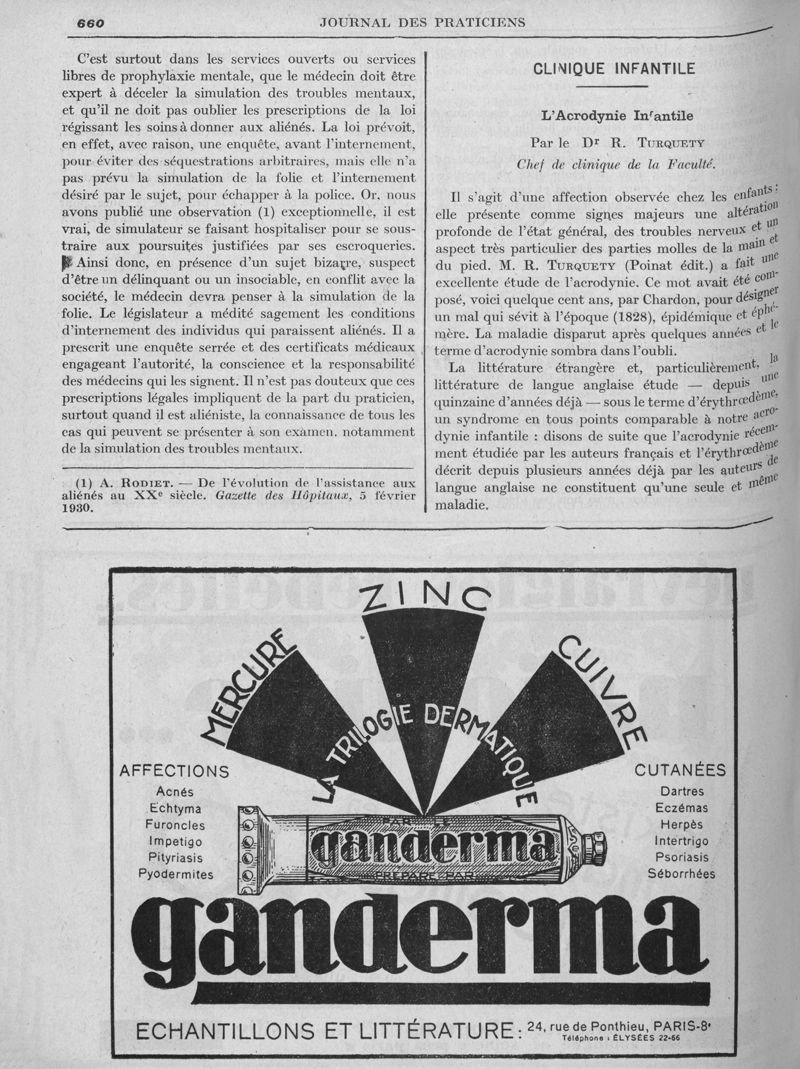 660
JOURNAL DES PRATICIENS
C'est surtout dans les services ouverts ou services
libres de prophylaxie mentale, que le médecin doit être
expert à déceler la simulation des troubles mentaux,
et qu'il ne doit pas oublier les prescriptions de la loi
régissant les soins à donner aux aliénés. La loi prévoit,
en effet, avec raison, une enquête, avant l'internement,
pour éviter des séquestrations arbitraires, mais elle n'a
pas prévu la simulation de la folie et l'internement
désiré par le sujet, pour échapper à la police. Or, nous
avons publié une observation (1) exceptionnelle, il est
vrai, de simulateur se faisant hospitaliser pour se sous-
traire aux poursuites justifiées par ses escroqueries.
Ainsi donc, en présence d'un sujet bizarre, suspect
d'être un délinquant ou un insociable, en conflit avec la
société, le médecin devra penser à la simulation de la
folie. Le législateur a médité sagement les conditions
d'internement des individus qui paraissent aliénés. Il a
prescrit une enquête serrée et des certificats médicaux
engageant l'autorité, la conscience et la responsabilité
des médecins qui les signent. Il n'est pas douteux que ces
prescriptions légales impliquent de la part du praticien,
surtout quand il est aliéniste, la connaissance de tous les
cas qui peuvent se présenter à son examen. notamment
de la simulation des troubles mentaux.
(1) A. RODIET. — De l'évolution de l'assistance aux
aliénés au XXe siècle. Gazette des Hôpitaux, 5 février
1930.
CLINIQUE INFANTILE
L'Acrodynie Infantile
Par le Dr R. TURQUETY
Chef de clinique de la Faculté.
Il s'agit d'une affection observée chez les enfants ;
elle présente comme signes majeurs une altération
profonde de l'état général, des troubles nerveux et un
aspect très particulier des parties molles de la main et
du pied. M. R. TURQUETY (Poinat édit.) a fait une
excellente étude de l'acrodynie. Ce mot avait été com-
posé, voici quelque cent ans, par Chardon, pour désigner
un mal qui sévit à l'époque (1828), épidémique et éphé-
mère. La maladie disparut après quelques années et le
terme d'acrodynie sombra dans l'oubli.
La littérature étrangère et, particulièrement, la
littérature de langue anglaise étudie — depuis une
quinzaine d'années déjà — sous le terme d'érythrœdème,
un syndrome en tous points comparable à notre acro-
dynie infantile : disons de suite que l'acrodynie récem-
ment étudiée par les auteurs français et l'érythrœdème
décrit depuis plusieurs années déjà par les auteurs de
langue anglaise ne constituent qu'une seule et même
maladie.
MERCURE
ZINC
CUIVRE
LA TRILOGIE DERMATIQUE
AFFECTIONS
Acnés
Echtyma
Furoncles
Impetigo
Pityriasis
Pyodermites
CUTANÉES
Dartres
Eczémas
Herpès
Intertrigo
Psoriasis
Séborrhées
PAR LE
ganderma
PRÉPARÉ PAR
ganderma
ECHANTILLONS ET LITTÉRATURE : 24, rue de Ponthieu, PARIS-8e
Téléphone : ÉLYSÉES 22-66